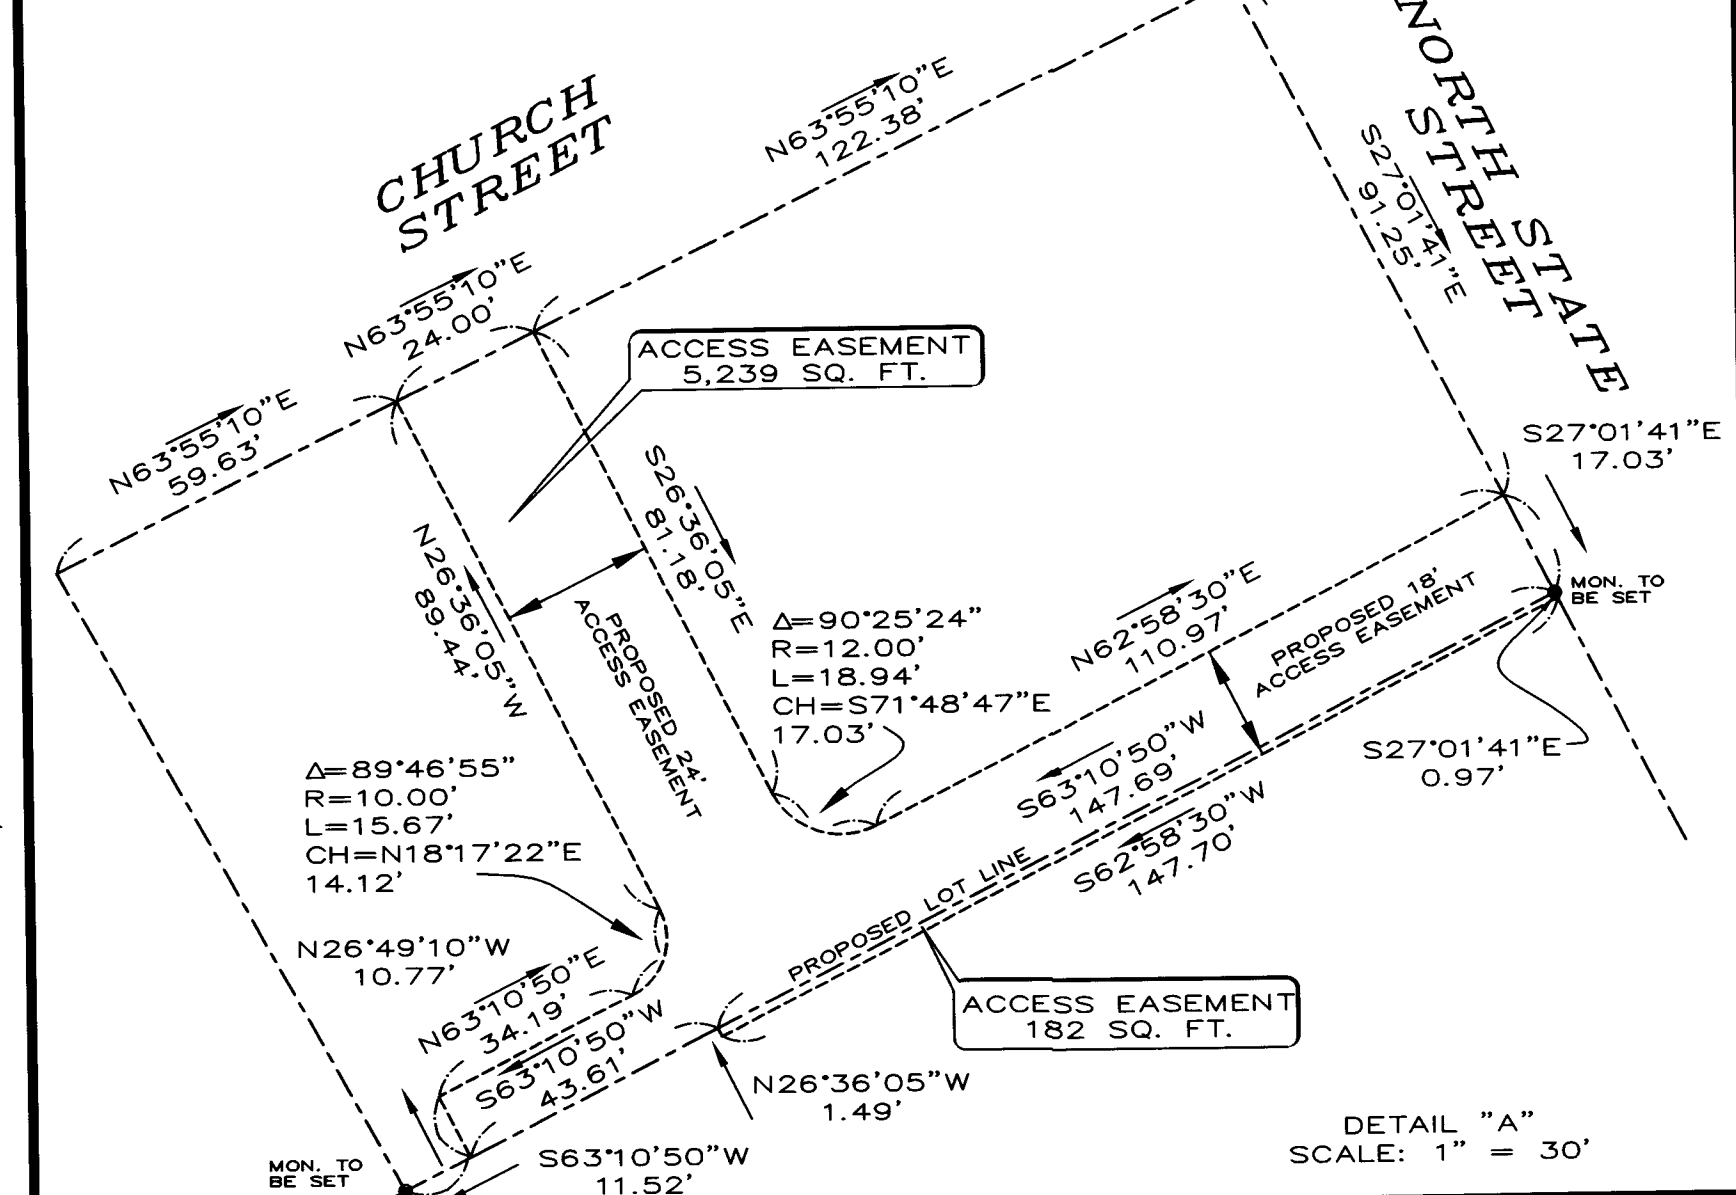 CHURCH
STREET
NORTH STATE
STREET
N63°55'10"E
122.38'
S27°01'41"E
91.25'
N63°55'10"E
24.00'
ACCESS EASEMENT
5,239 SQ. FT.
N63°55'10"E
59.63'
S27°01'41"E
17.03'
N26°36'05"W
89.44'
S26°36'05"E
81.18'
PROPOSED 24'
ACCESS EASEMENT
Δ=90°25'24"
R=12.00'
L=18.94'
CH=S71°48'47"E
17.03'
N62°58'30"E
110.97'
PROPOSED 18'
ACCESS EASEMENT
MON. TO
BE SET
S63°10'50"W
147.69'
S62°58'30"W
147.70'
S27°01'41"E
0.97'
Δ=89°46'55"
R=10.00'
L=15.67'
CH=N18°17'22"E
14.12'
PROPOSED LOT LINE
N26°49'10"W
10.77'
N63°10'50"E
34.19'
S63°10'50"W
43.61'
ACCESS EASEMENT
182 SQ. FT.
N26°36'05"W
1.49'
S63°10'50"W
11.52'
MON. TO
BE SET
DETAIL "A"
SCALE: 1" = 30'